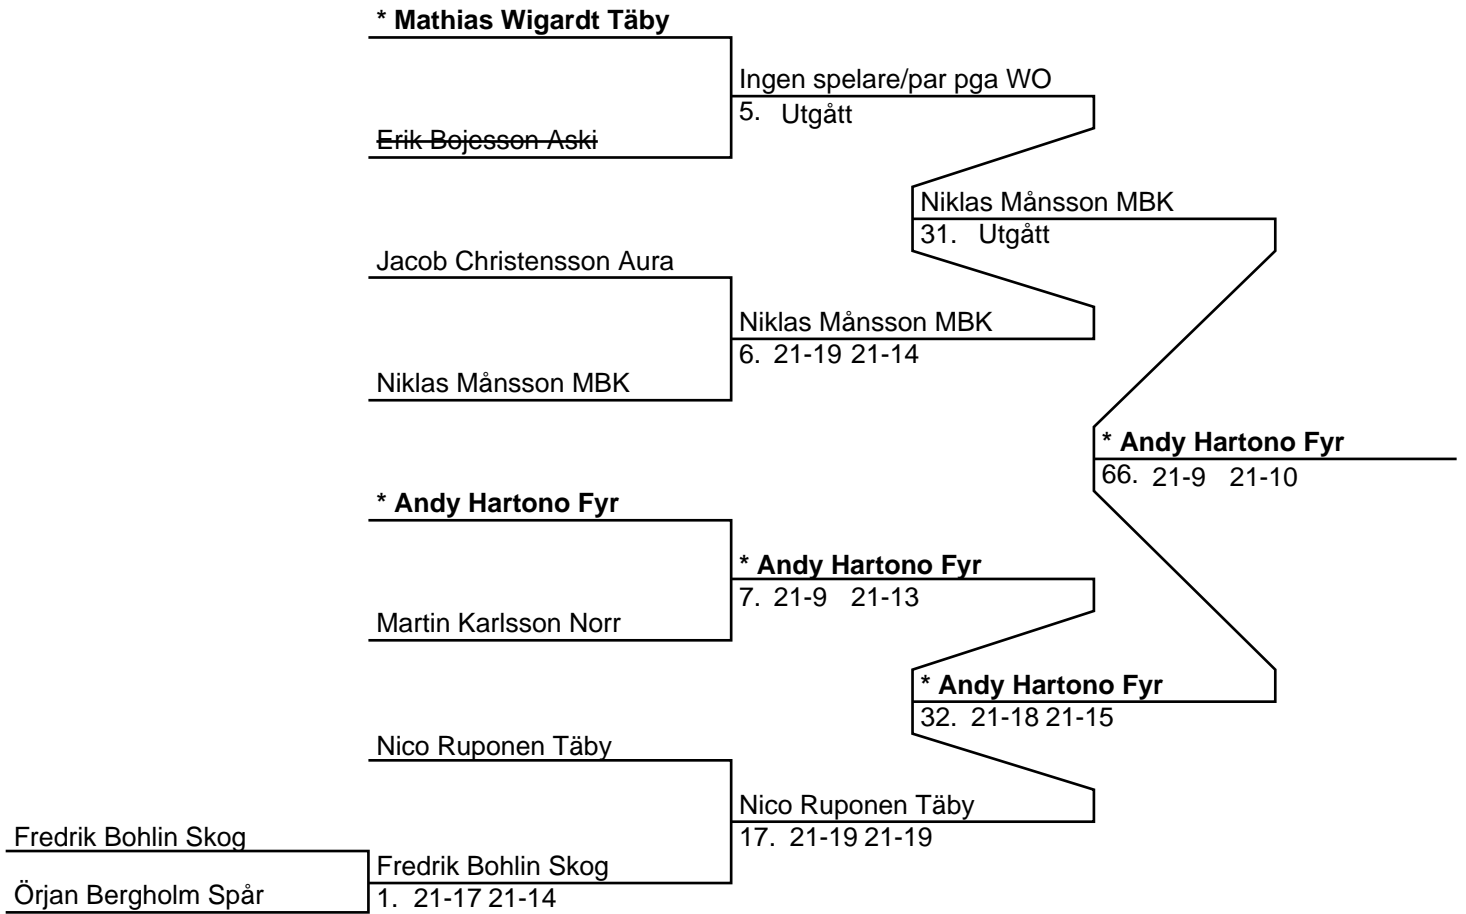 * Mathias Wigardt Täby
Ingen spelare/par pga WO
5. Utgått
Erik Bojesson Aski
Niklas Månsson MBK
31. Utgått
Jacob Christensson Aura
Niklas Månsson MBK
6. 21-19 21-14
Niklas Månsson MBK
* Andy Hartono Fyr
66. 21-9 21-10
* Andy Hartono Fyr
* Andy Hartono Fyr
7. 21-9 21-13
Martin Karlsson Norr
* Andy Hartono Fyr
32. 21-18 21-15
Nico Ruponen Täby
Nico Ruponen Täby
17. 21-19 21-19
Fredrik Bohlin Skog
Fredrik Bohlin Skog
1. 21-17 21-14
Örjan Bergholm Spår